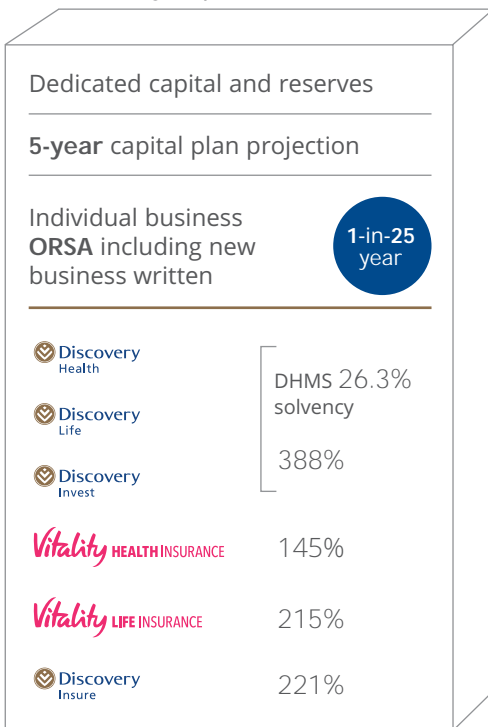 Dedicated capital and reserves
5-year capital plan projection
Individual business
ORSA including new
business written
1-in-25
year
Discovery
Health
DHMS 26.3%
solvency
Discovery
Life
388%
Discovery
Invest
Vitality HEALTH INSURANCE
145%
Vitality LIFE INSURANCE
215%
Discovery
Insure
221%